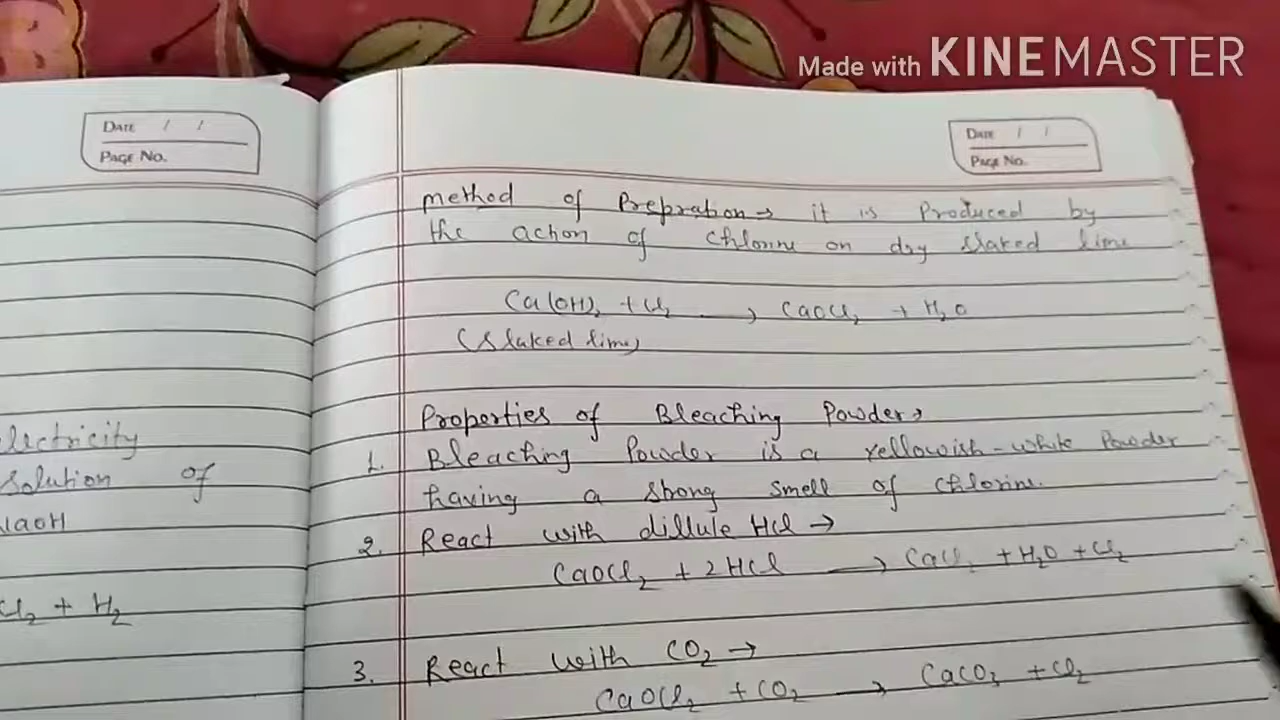 Made with KINEMASTER
DATE / /
PAGE NO.
lectricity
solution of
NaOH
Cl₂ + H₂
DATE / /
PAGE NO.
method of Prepration → it is Produced by
the action of chlorine on dry slaked lime
Ca(OH)₂ + Cl₂ → CaOCl₂ + H₂O
(slaked lime)
Properties of Bleaching Powder →
1. Bleaching Powder is a yellowish-white Powder
having a strong smell of chlorine.
2. React with dillute HCl →
CaOCl₂ + 2HCl → CaCl₂ + H₂O + Cl₂
3. React with CO₂ →
CaOCl₂ + CO₂ → CaCO₃ + Cl₂